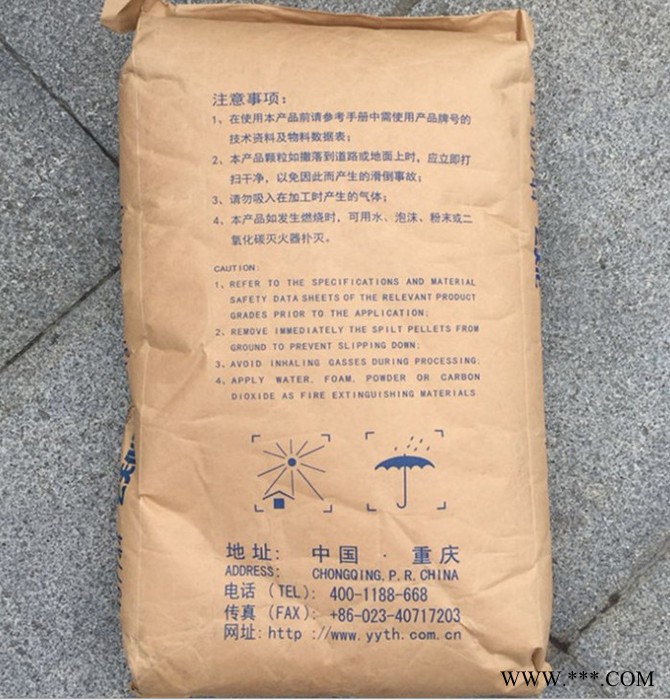 注意事项：
1、在使用本产品前请参考手册中需使用产品牌号的
技术资料及物料数据表；
2、本产品颗粒如撒落到道路或地面上时，应立即打
扫干净，以免因此而产生的滑倒事故；
3、请勿吸入在加工时产生的气体；
4、本产品如发生燃烧时，可用水、泡沫、粉末或二
氧化碳灭火器扑灭。
CAUTION:
1、REFER TO THE SPECIFICATIONS AND MATERIAL
SAFETY DATA SHEETS OF THE RELEVANT PRODUCT
GRADES PRIOR TO THE APPLICATION;
2、REMOVE IMMEDIATELY THE SPILT PELLETS FROM
GROUND TO PREVENT SLIPPING DOWN;
3、AVOID INHALING GASSES DURING PROCESSING;
4、APPLY WATER, FOAM, POWDER OR CARBON
DIOXIDE AS FIRE EXTINGUISHING MATERIALS
地址： 中国 · 重庆
ADDRESS: CHONGQING.P.R.CHINA
电话（TEL）：400-1188-668
传真（FAX）：+86-023-40717203
网址:http://www.yyth.com.cn
WWW.***.COM